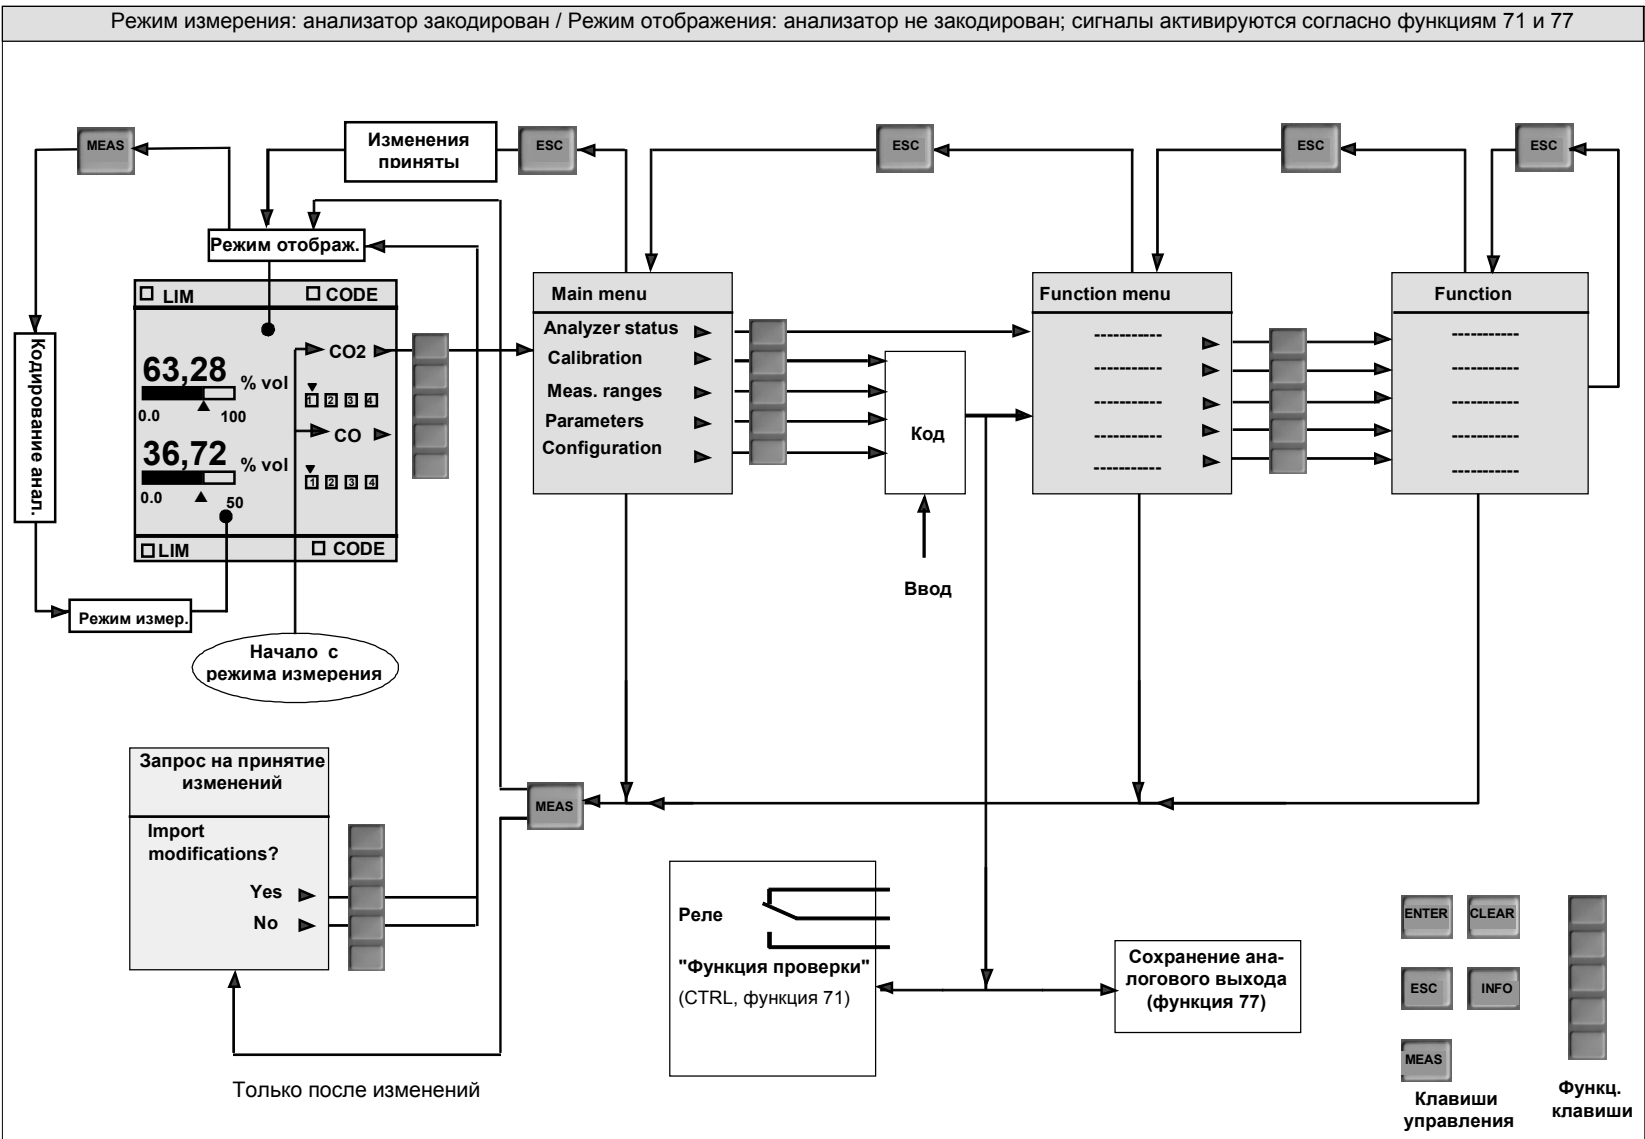 Режим измерения: анализатор закодирован / Режим отображения: анализатор не закодирован; сигналы активируются согласно функциям 71 и 77
MEAS
Изменения
приняты
ESC
ESC
ESC
ESC
Режим отображ.
LIM
CODE
CO2
63,28
% vol
0.0
100
1 2 3 4
CO
36,72
% vol
0.0
50
1 2 3 4
LIM
CODE
Кодирование анал.
Режим измер.
Начало с
режима измерения
Main menu
Analyzer status
Calibration
Meas. ranges
Parameters
Configuration
Код
Ввод
Function menu
-----------
-----------
-----------
-----------
-----------
Function
-----------
-----------
-----------
-----------
-----------
Запрос на принятие
изменений
Import
modifications?
Yes
No
MEAS
Только после изменений
Реле
"Функция проверки"
(CTRL, функция 71)
Сохранение ана-
логового выхода
(функция 77)
ENTER
CLEAR
ESC
INFO
MEAS
Клавиши
управления
Функц.
клавиши